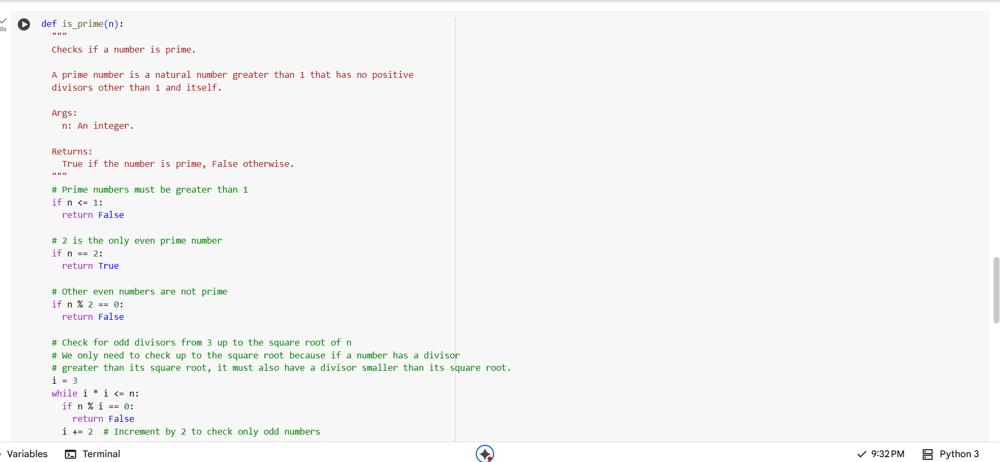 0s
def is_prime(n):
"""
Checks if a number is prime.
A prime number is a natural number greater than 1 that has no positive
divisors other than 1 and itself.
Args:
n: An integer.
Returns:
True if the number is prime, False otherwise.
"""
# Prime numbers must be greater than 1
if n <= 1:
return False
# 2 is the only even prime number
if n == 2:
return True
# Other even numbers are not prime
if n % 2 == 0:
return False
# Check for odd divisors from 3 up to the square root of n
# We only need to check up to the square root because if a number has a divisor
# greater than its square root, it must also have a divisor smaller than its square root.
i = 3
while i * i <= n:
if n % i == 0:
return False
i += 2  # Increment by 2 to check only odd numbers
Variables Terminal 9:32 PM Python 3